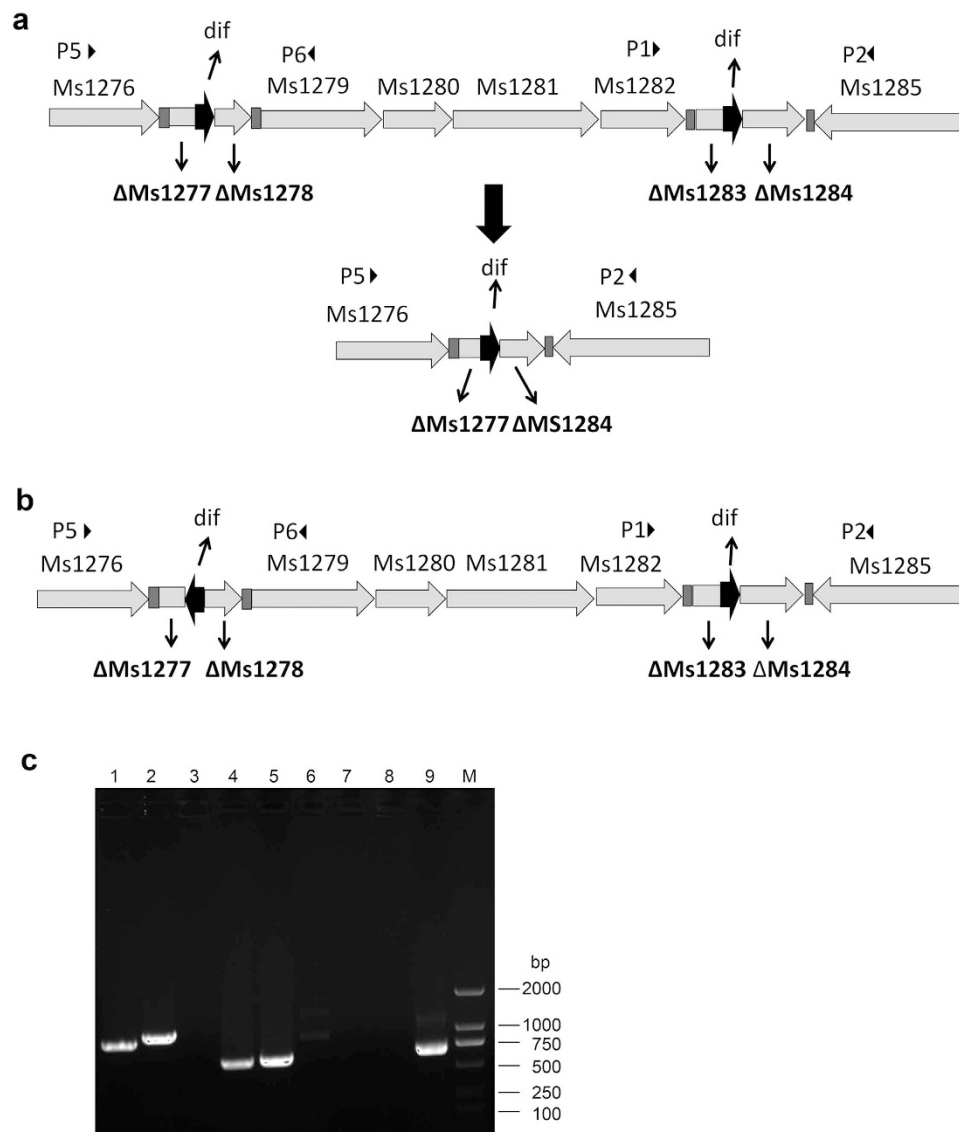 a
dif
dif
P5 P6 P1 P2
Ms1276 Ms1279 Ms1280 Ms1281 Ms1282 Ms1285
ΔMs1277 ΔMs1278 ΔMs1283 ΔMs1284
dif
P5 P2
Ms1276 Ms1285
ΔMs1277 ΔMS1284
b
dif
dif
P5 P6 P1 P2
Ms1276 Ms1279 Ms1280 Ms1281 Ms1282 Ms1285
ΔMs1277 ΔMs1278 ΔMs1283 ΔMs1284
c
1 2 3 4 5 6 7 8 9 M
bp
2000
1000
750
500
250
100